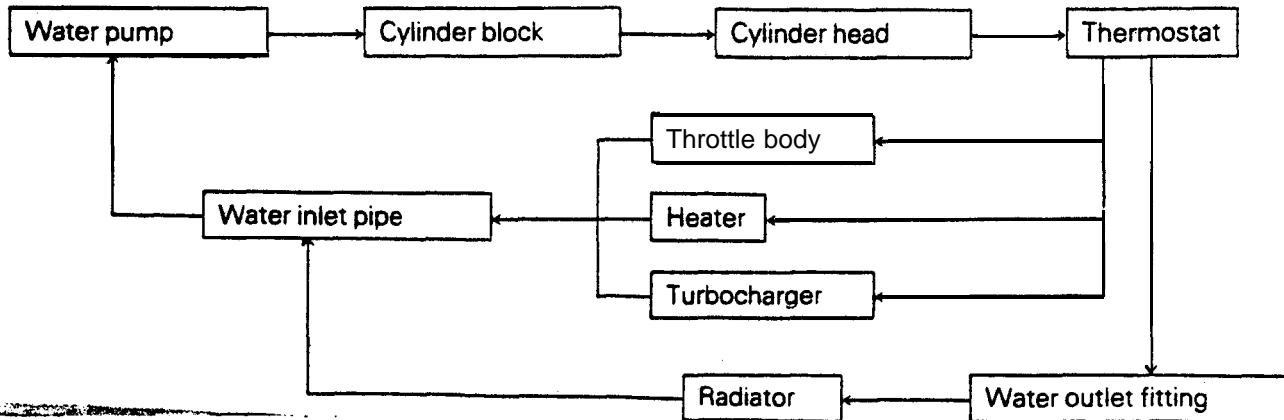 Water pump
Cylinder block
Cylinder head
Thermostat
Throttle body
Water inlet pipe
Heater
Turbocharger
Radiator
Water outlet fitting